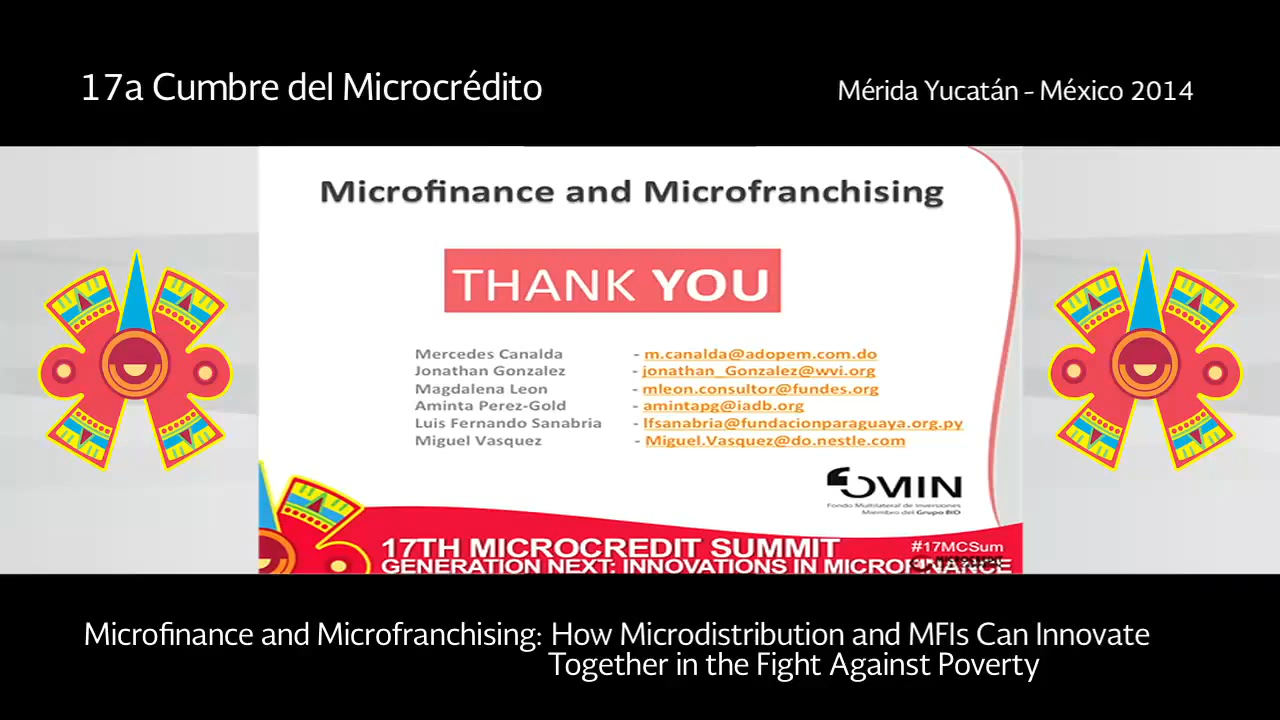 17a Cumbre del Microcrédito
Mérida Yucatán - México 2014
Microfinance and Microfranchising
THANK YOU
Mercedes Canalda - m.canalda@adopem.com.do
Jonathan Gonzalez - jonathan_Gonzalez@wvi.org
Magdalena Leon - mleon.consultor@fundes.org
Aminta Perez-Gold - amintapg@iadb.org
Luis Fernando Sanabria - lfsanabria@fundacionparaguaya.org.py
Miguel Vasquez - Miguel.Vasquez@do.nestle.com
FOMIN
Fondo Multilateral de Inversiones
Miembro del Grupo BID
17TH MICROCREDIT SUMMIT
#17MCSum
GENERATION NEXT: INNOVATIONS IN MICROFINANCE
Microfinance and Microfranchising: How Microdistribution and MFIs Can Innovate
Together in the Fight Against Poverty